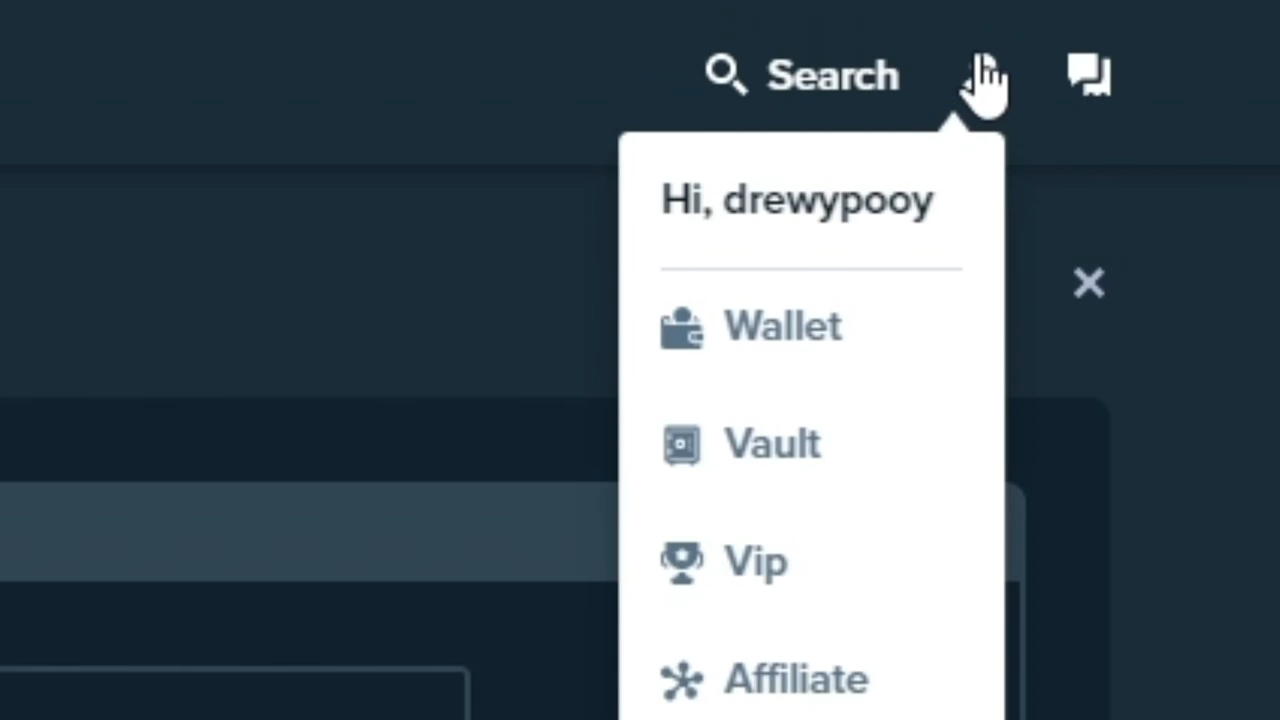 Search
Hi, drewypooy
Wallet
Vault
Vip
Affiliate